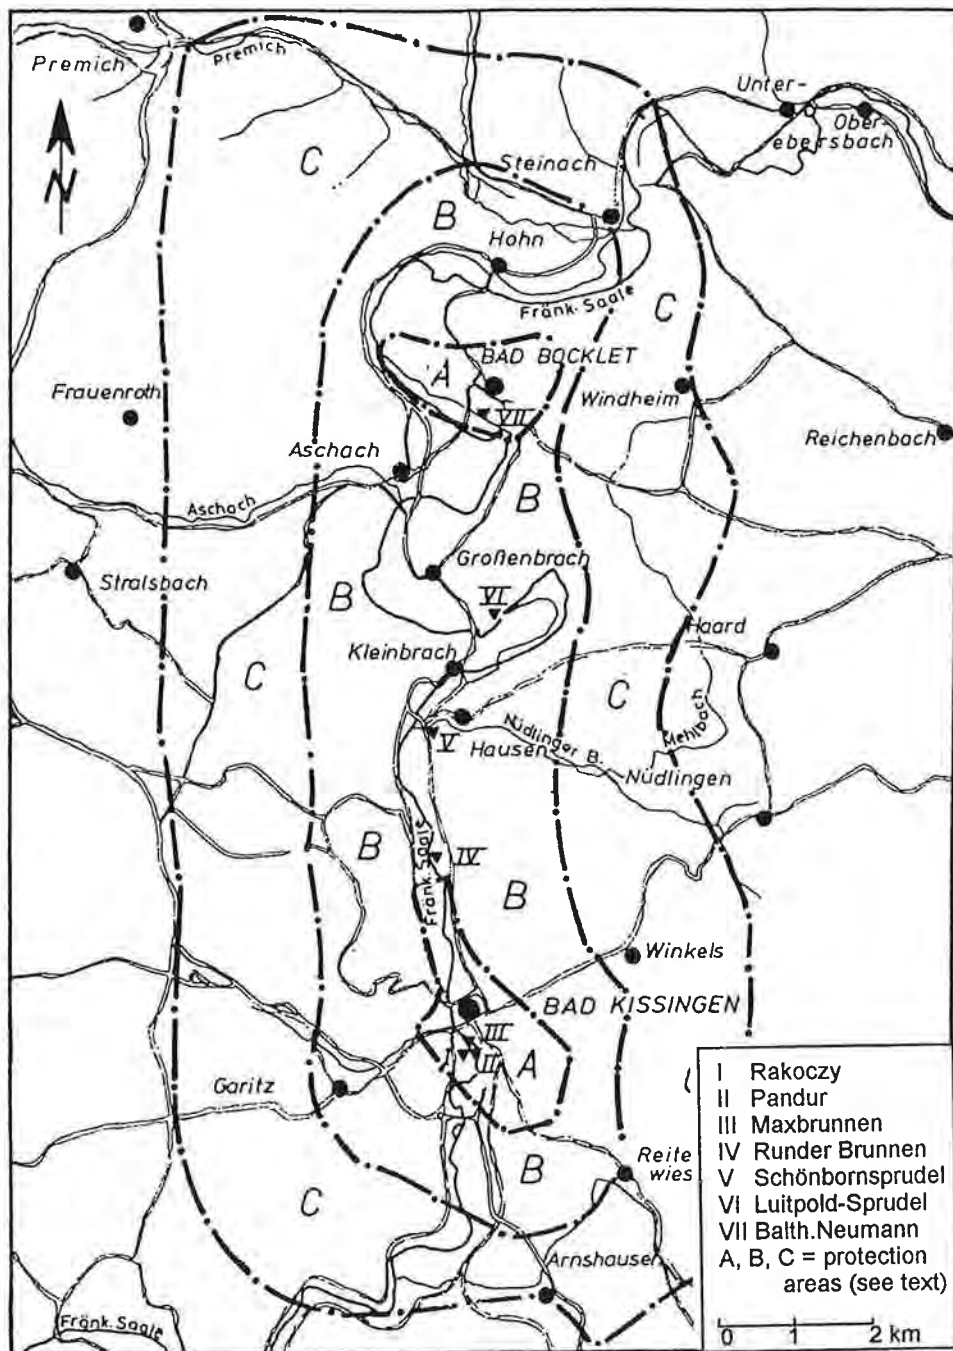 Premich
Premich
Unter-
Ober-
ebersbach
N
C
Steinach
B
Hohn
Fränk. Saale
C
BAD BOCKLET
A
Frauenroth
VII
Windheim
Reichenbach
Aschach
Aschach
B
Großenbrach
Stralsbach
B
VI
Haard
Kleinbrach
C
C
Mehlbach
V
Hausen
Nüdlinger B.
Nüdlingen
B
Fränk. Saale
IV
B
Winkels
BAD KISSINGEN
III
I
II
A
Garitz
B
Reite
wies
C
Arnshausen
Fränk. Saale
I Rakoczy
II Pandur
III Maxbrunnen
IV Runder Brunnen
V Schönbornsprudel
VI Luitpold-Sprudel
VII Balth.Neumann
A, B, C = protection
areas (see text)
0 1 2 km